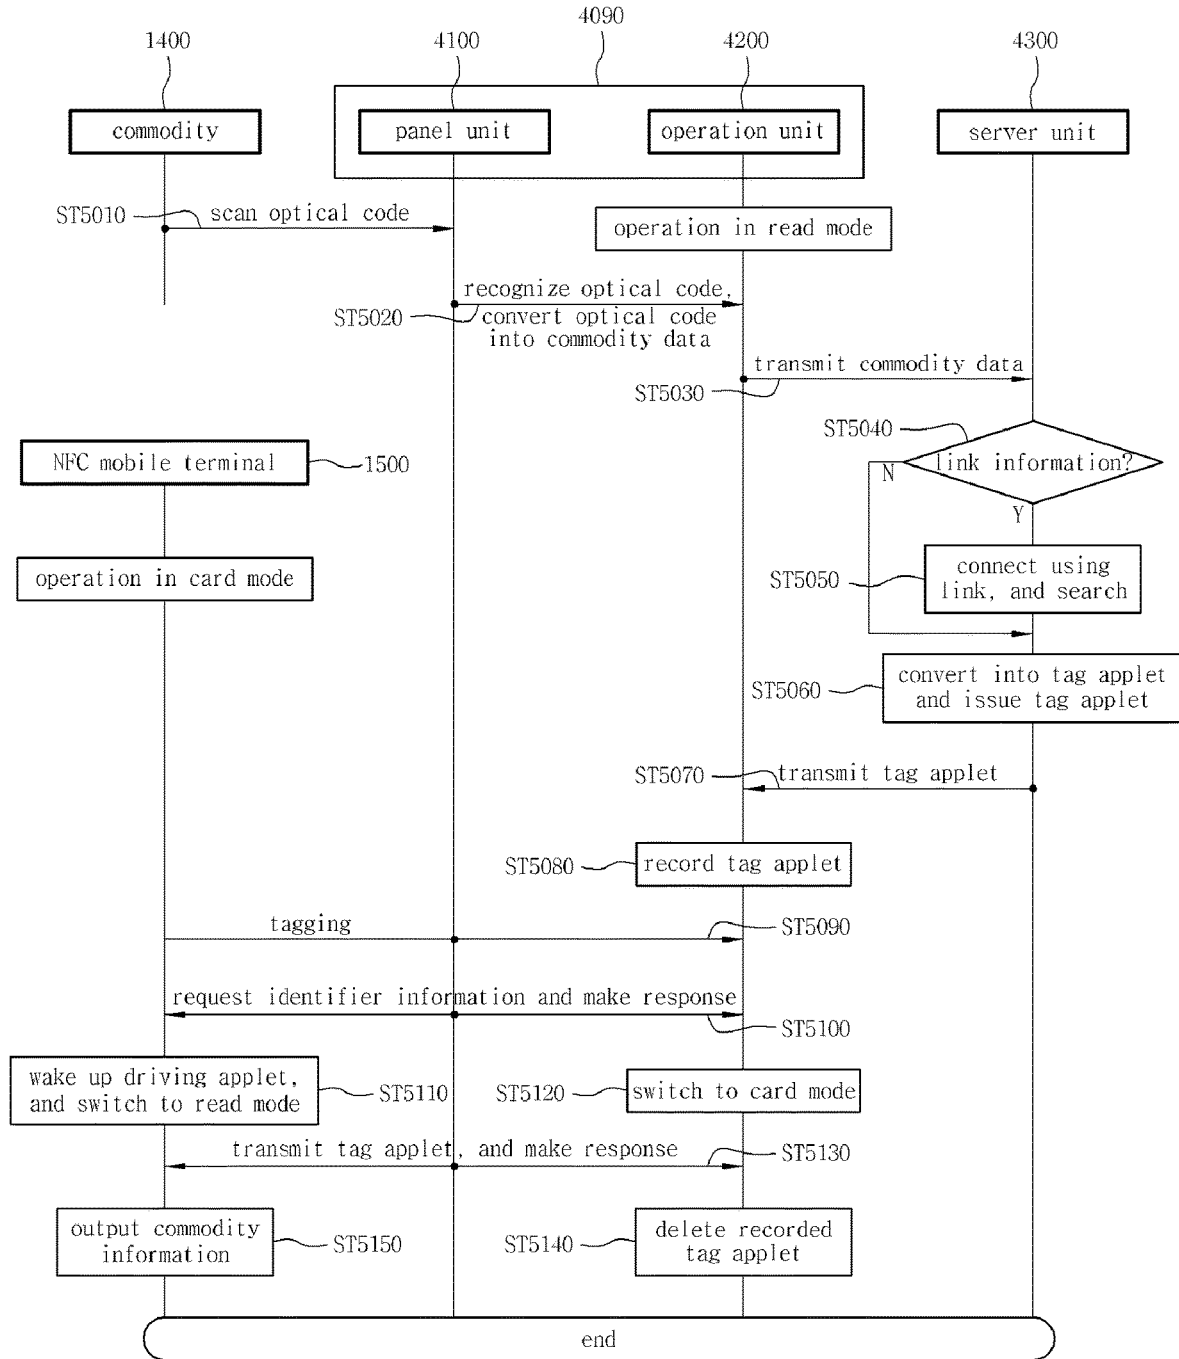 4090
1400
4100
4200
4300
commodity
panel unit
operation unit
server unit
ST5010
scan optical code
operation in read mode
recognize optical code,
ST5020
convert optical code
into commodity data
transmit commodity data
ST5030
ST5040
NFC mobile terminal
1500
link information?
N
Y
operation in card mode
ST5050
connect using
link, and search
ST5060
convert into tag applet
and issue tag applet
ST5070
transmit tag applet
ST5080
record tag applet
tagging
ST5090
request identifier information and make response
ST5100
wake up driving applet,
and switch to read mode
ST5110
ST5120
switch to card mode
transmit tag applet, and make response
ST5130
output commodity
information
ST5150
ST5140
delete recorded
tag applet
end